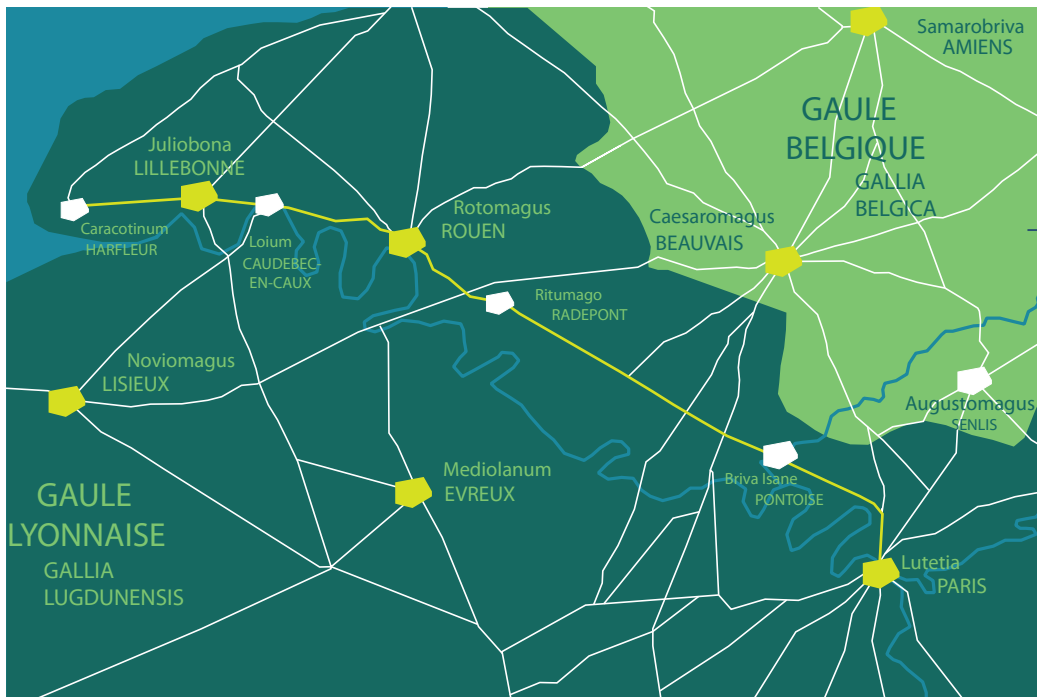 Samarobriva
AMIENS
GAULE
BELGIQUE
GALLIA
BELGICA
Juliobona
LILLEBONNE
Caracotinum
HARFLEUR
Loium
CAUDEBEC-
EN-CAUX
Rotomagus
ROUEN
Caesaromagus
BEAUVAIS
Ritumago
RADEPONT
Noviomagus
LISIEUX
Augustomagus
SENLIS
Mediolanum
EVREUX
Briva Isane
PONTOISE
GAULE
LYONNAISE
GALLIA
LUGDUNENSIS
Lutetia
PARIS